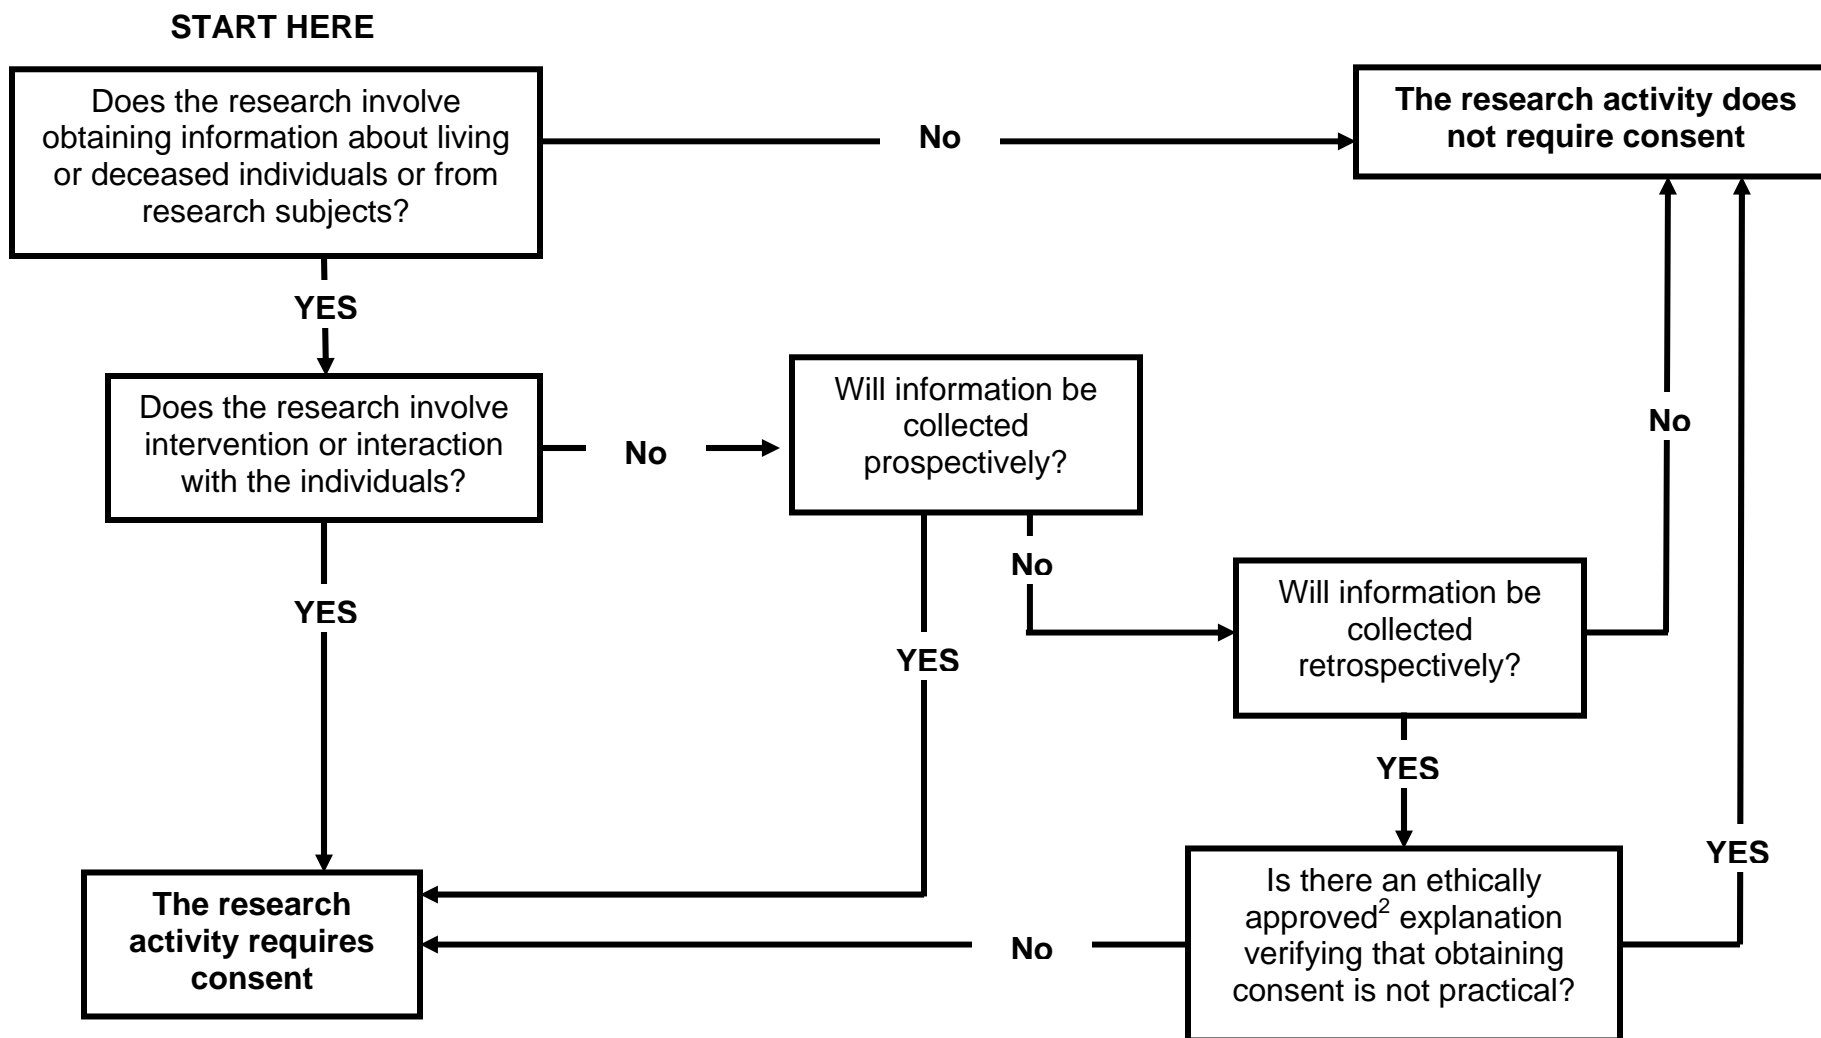 START HERE
Does the research involve
obtaining information about living
or deceased individuals or from
research subjects?
No
The research activity does
not require consent
YES
Does the research involve
intervention or interaction
with the individuals?
No
Will information be
collected
prospectively?
No
No
Will information be
collected
retrospectively?
YES
YES
YES
YES
The research
activity requires
consent
No
Is there an ethically
approved² explanation
verifying that obtaining
consent is not practical?